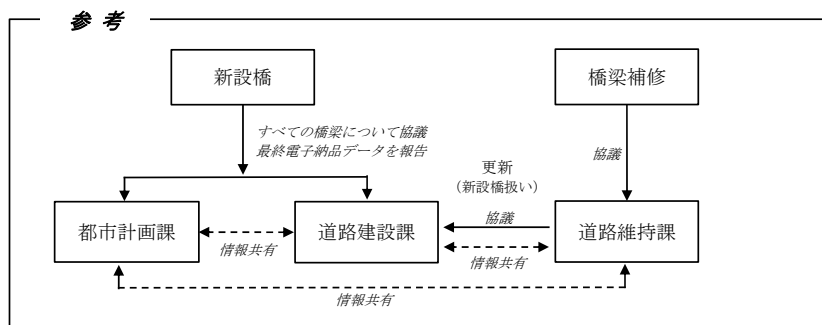 参考
新設橋
橋梁補修
すべての橋梁について協議
最終電子納品データを報告
協議
更新
(新設橋扱い)
都市計画課
情報共有
道路建設課
協議
情報共有
道路維持課
情報共有